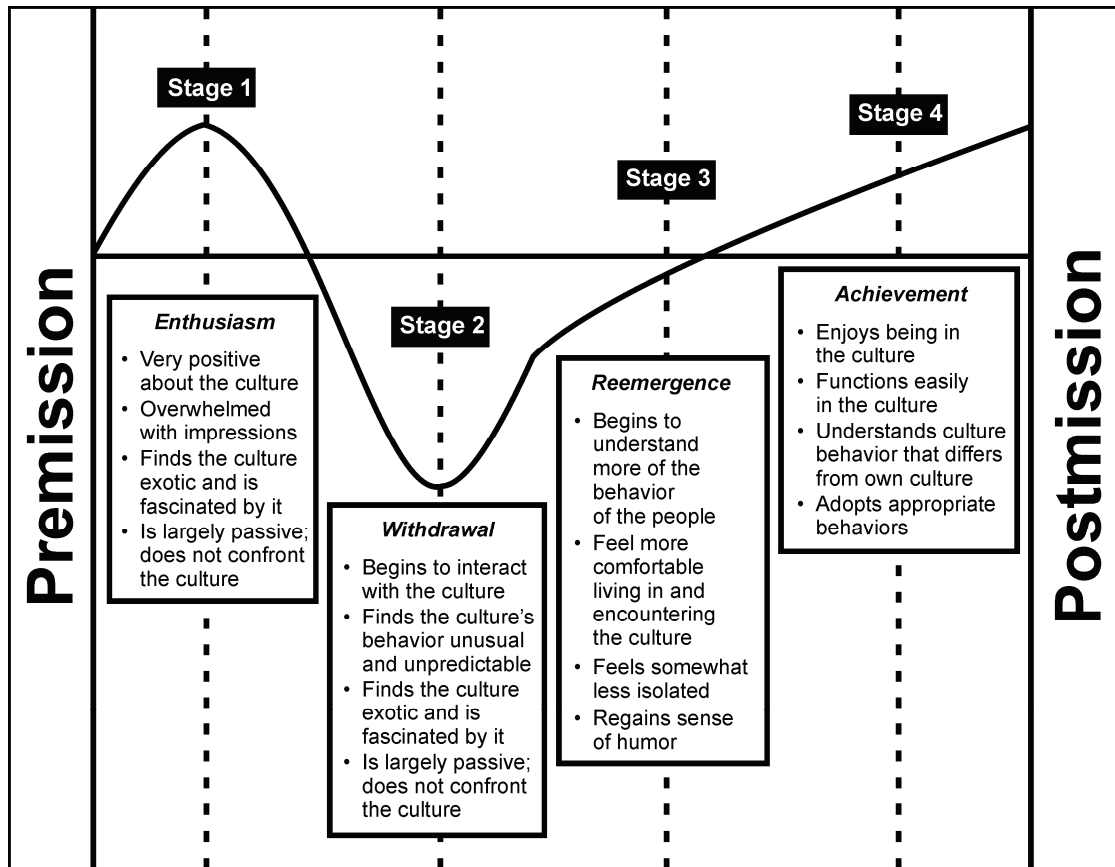 Premission
Stage 1
Enthusiasm
• Very positive
about the culture
• Overwhelmed
with impressions
• Finds the culture
exotic and is
fascinated by it
• Is largely passive;
does not confront
the culture
Stage 2
Withdrawal
• Begins to interact
with the culture
• Finds the culture’s
behavior unusual
and unpredictable
• Finds the culture
exotic and is
fascinated by it
• Is largely passive;
does not confront
the culture
Stage 3
Reemergence
• Begins to
understand
more of the
behavior
of the people
• Feel more
comfortable
living in and
encountering
the culture
• Feels somewhat
less isolated
• Regains sense
of humor
Stage 4
Achievement
• Enjoys being in
the culture
• Functions easily
in the culture
• Understands culture
behavior that differs
from own culture
• Adopts appropriate
behaviors
Postmission